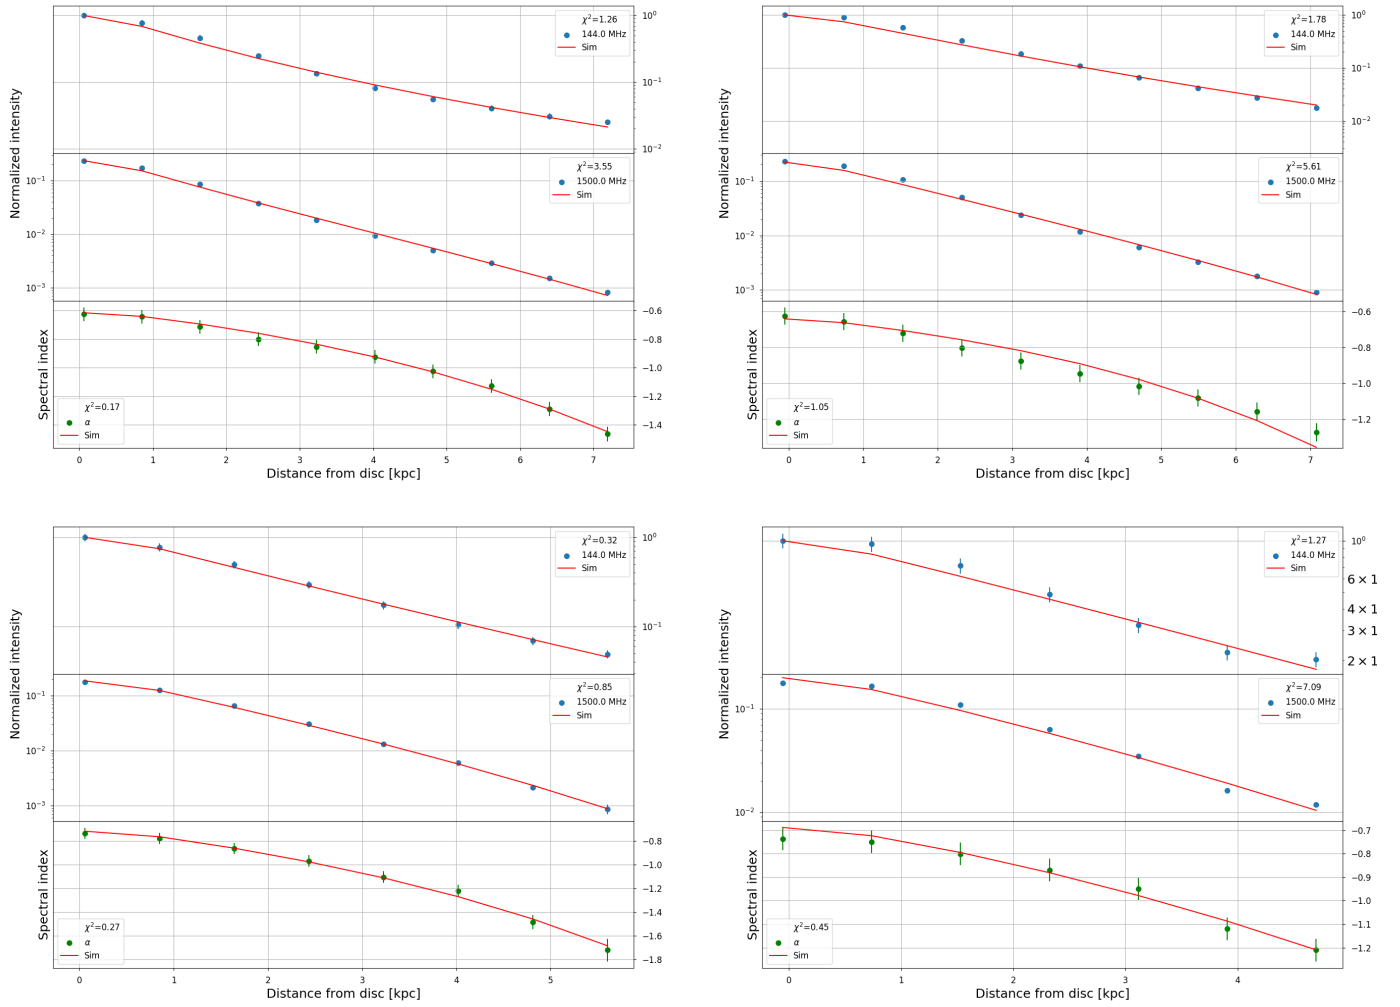 χ²=1.26
144.0 MHz
Sim
10⁰
10⁻¹
10⁻²
Normalized intensity
χ²=3.55
1500.0 MHz
Sim
10⁻¹
10⁻²
10⁻³
Spectral index
χ²=0.17
α
Sim
−0.6
−0.8
−1.0
−1.2
−1.4
0 1 2 3 4 5 6 7
Distance from disc [kpc]
χ²=1.78
144.0 MHz
Sim
10⁰
10⁻¹
10⁻²
Normalized intensity
χ²=5.61
1500.0 MHz
Sim
10⁻¹
10⁻²
10⁻³
Spectral index
χ²=1.05
α
Sim
−0.6
−0.8
−1.0
−1.2
0 1 2 3 4 5 6 7
Distance from disc [kpc]
χ²=0.32
144.0 MHz
Sim
10⁰
10⁻¹
Normalized intensity
χ²=0.85
1500.0 MHz
Sim
10⁻¹
10⁻²
10⁻³
Spectral index
χ²=0.27
α
Sim
−0.8
−1.0
−1.2
−1.4
−1.6
−1.8
0 1 2 3 4 5
Distance from disc [kpc]
χ²=1.27
144.0 MHz
Sim
10⁰
6 × 1
4 × 1
3 × 1
2 × 1
Normalized intensity
χ²=7.09
1500.0 MHz
Sim
10⁻¹
10⁻²
Spectral index
χ²=0.45
α
Sim
−0.7
−0.8
−0.9
−1.0
−1.1
−1.2
0 1 2 3 4
Distance from disc [kpc]